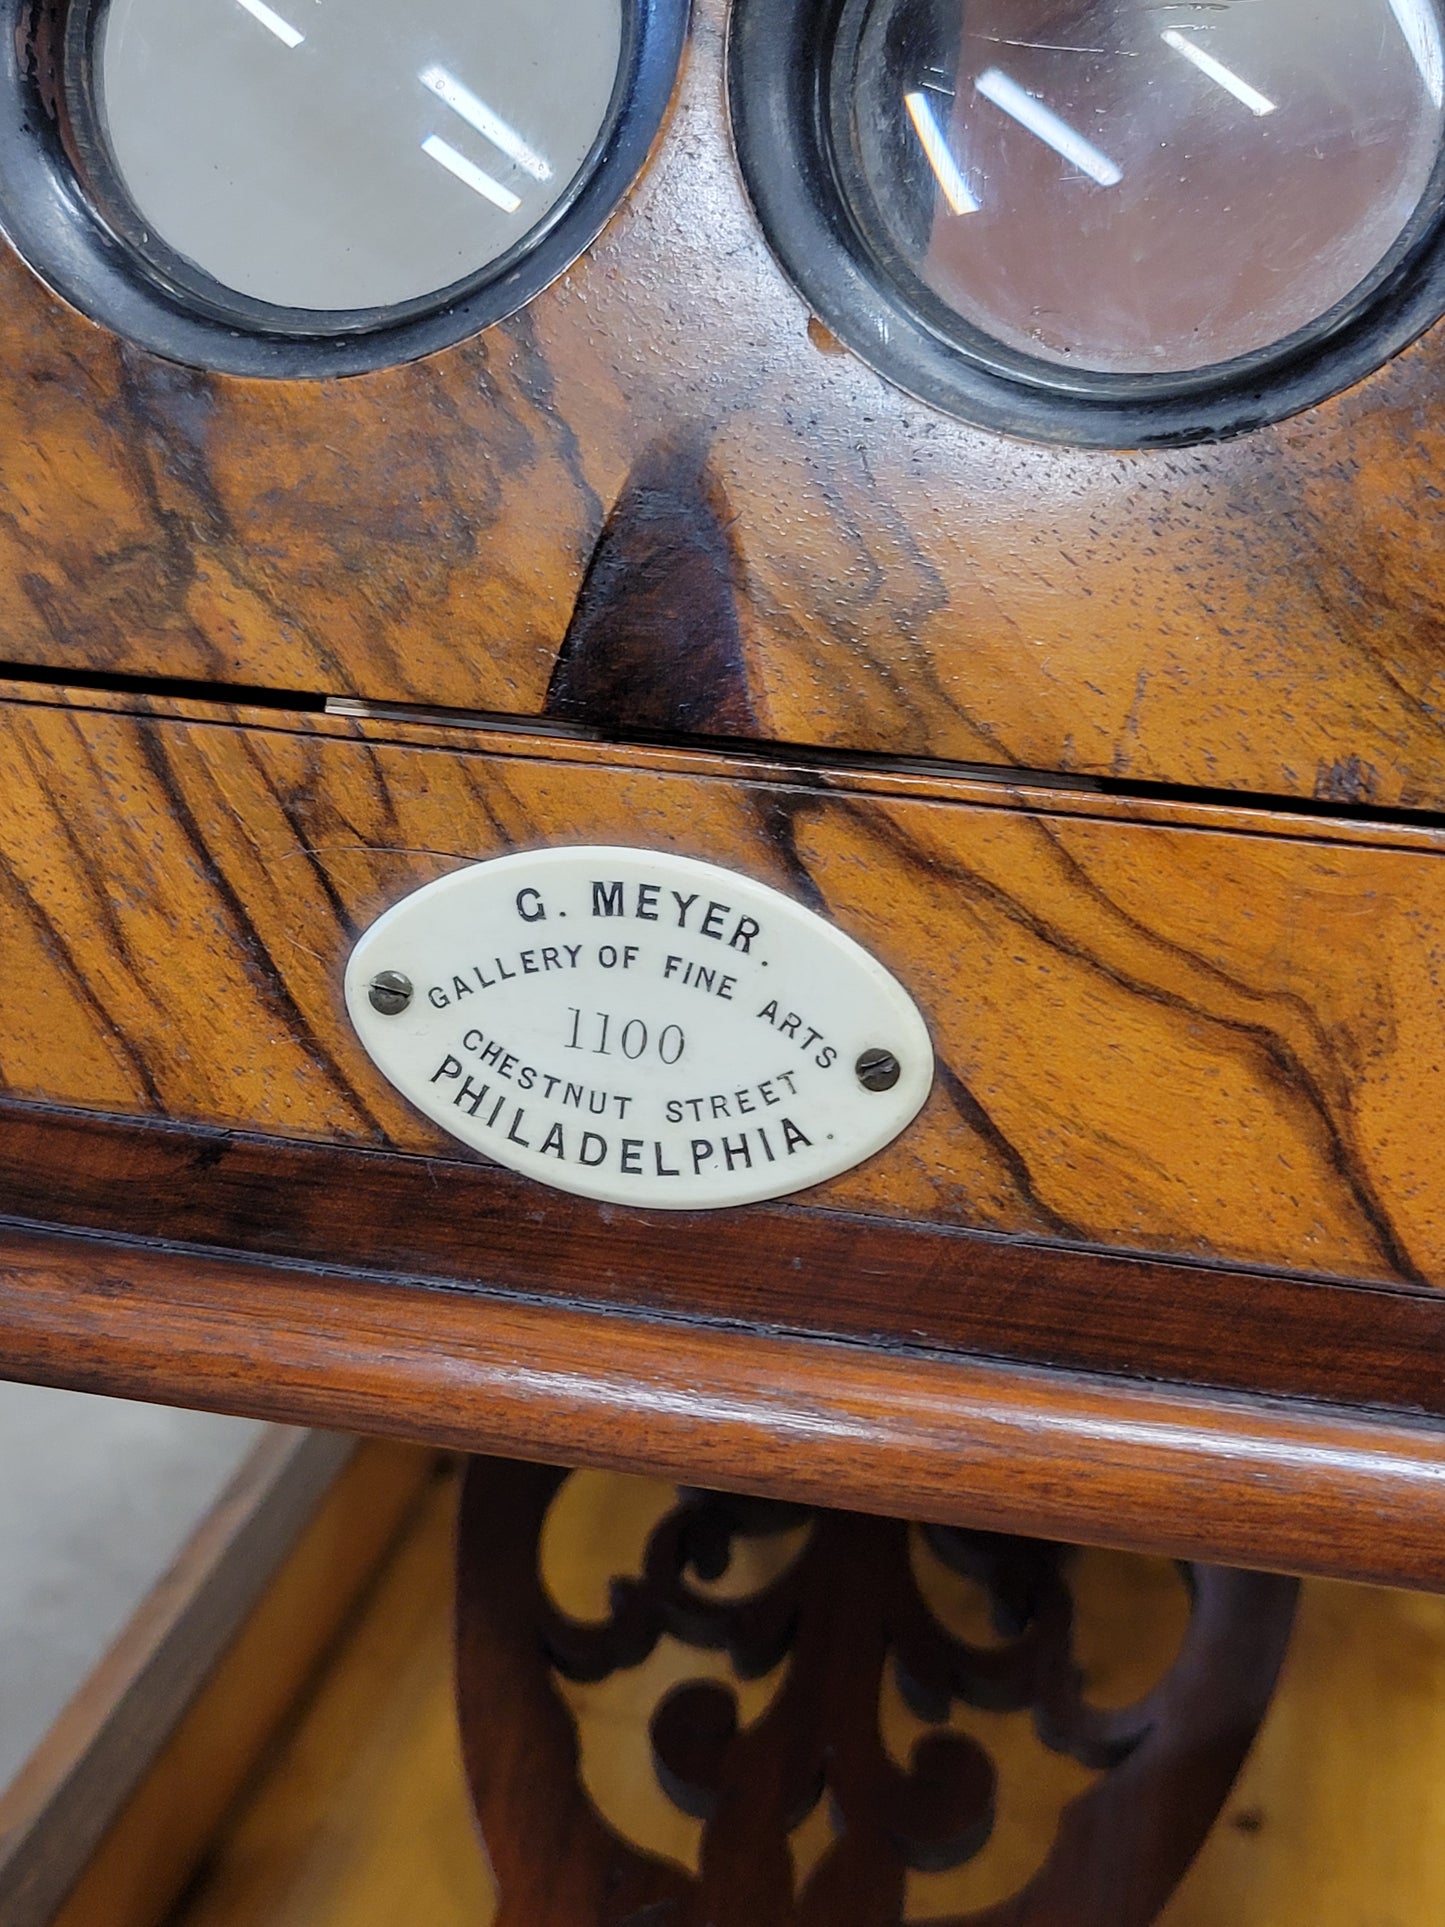 G. MEYER.
GALLERY OF FINE ARTS
1100
CHESTNUT STREET
PHILADELPHIA.